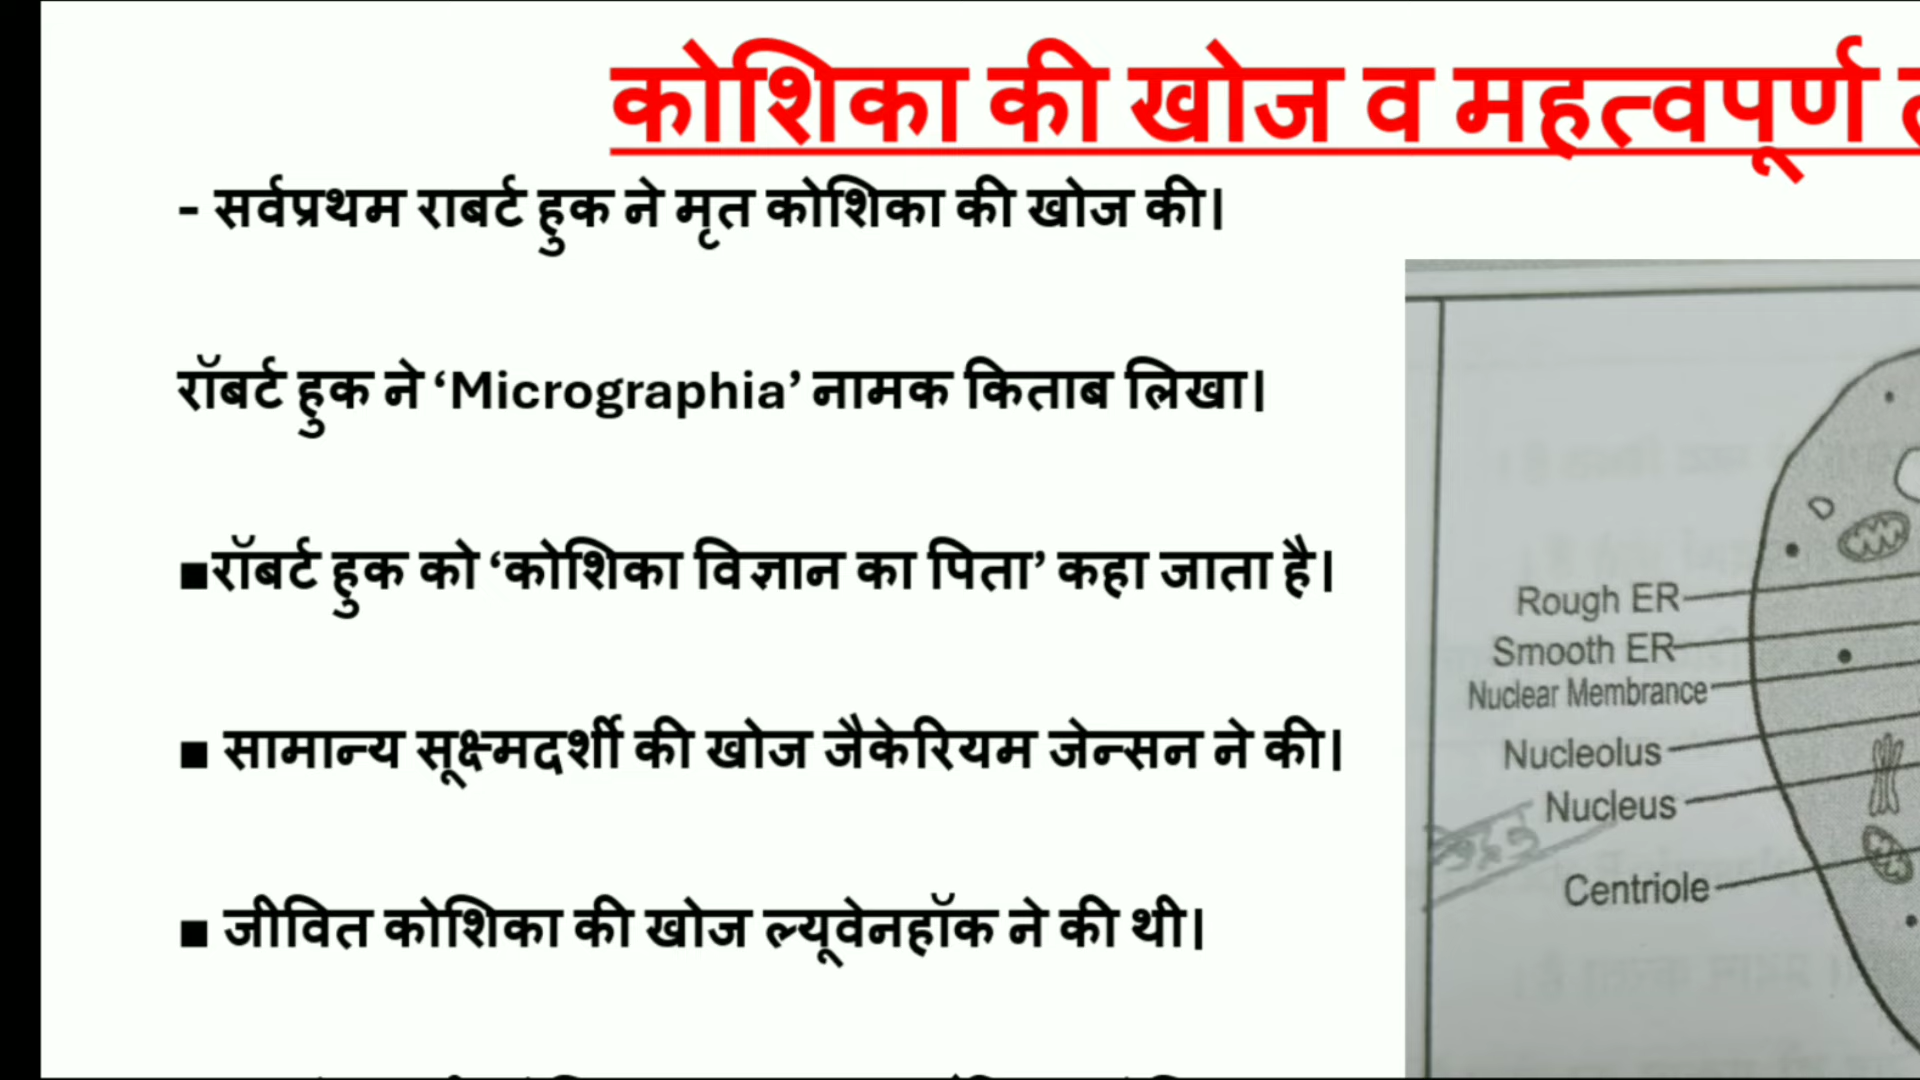 कोशिका की खोज व महत्वपूर्ण
- सर्वप्रथम राबर्ट हुक ने मृत कोशिका की खोज की।
रॉबर्ट हुक ने ‘Micrographia’ नामक किताब लिखा।
■रॉबर्ट हुक को ‘कोशिका विज्ञान का पिता’ कहा जाता है।
■ सामान्य सूक्ष्मदर्शी की खोज जैकेरियम जेन्सन ने की।
■ जीवित कोशिका की खोज ल्यूवेनहॉक ने की थी।
Rough ER
Smooth ER
Nuclear Membrance
Nucleolus
Nucleus
Centriole